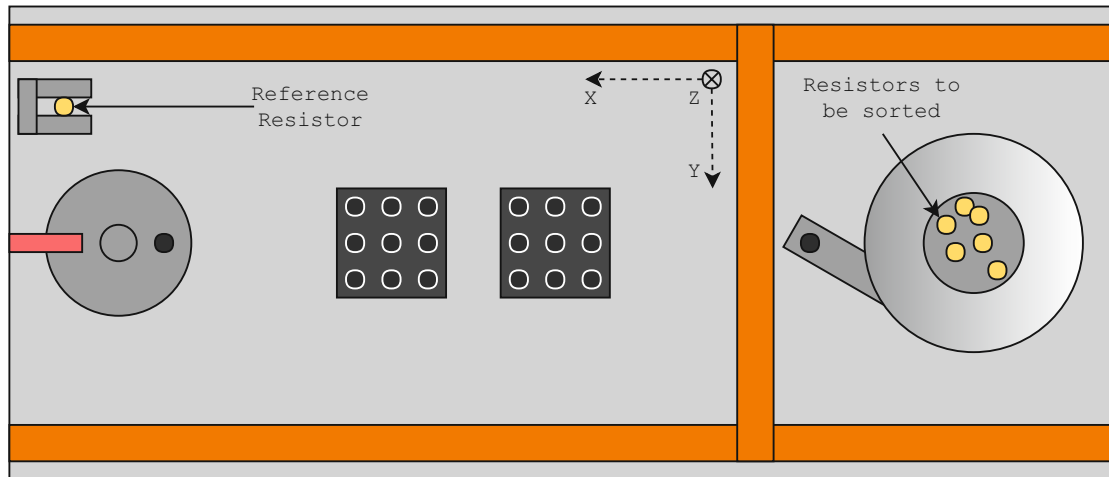 Reference
Resistor
X
Z
Y
Resistors to
be sorted